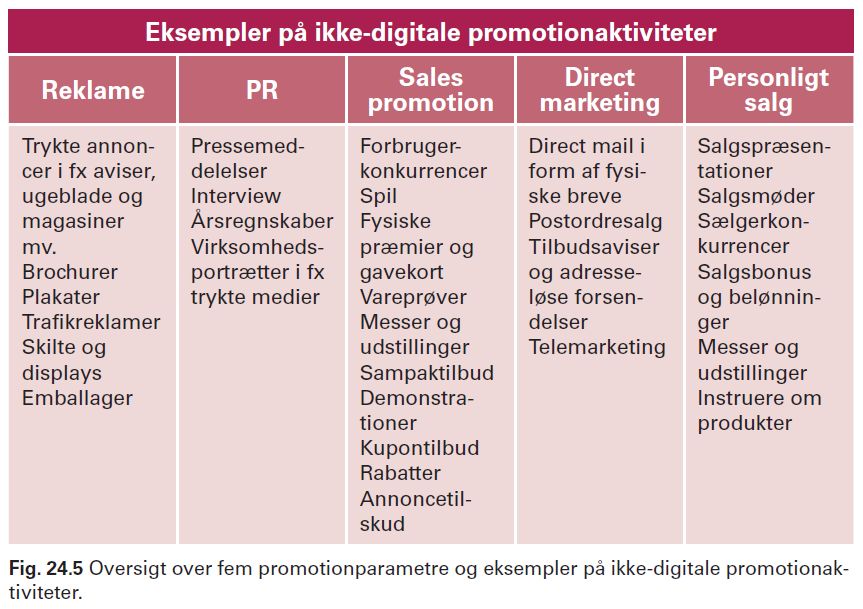 Eksempler på ikke-digitale promotionaktiviteter
Reklame
PR
Sales
promotion
Direct
marketing
Personligt
salg
Trykte annon-
cer i fx aviser,
ugeblade og
magasiner
mv.
Brochurer
Plakater
Trafikreklamer
Skilte og
displays
Emballager
Pressemed-
delelser
Interview
Årsregnskaber
Virksomheds-
portrætter i fx
trykte medier
Forbruger-
konkurrencer
Spil
Fysiske
præmier og
gavekort
Vareprøver
Messer og
udstillinger
Sampaktilbud
Demonstra-
tioner
Kupontilbud
Rabatter
Annoncetil-
skud
Direct mail i
form af fysi-
ske breve
Postordresalg
Tilbudsaviser
og adresse-
løse forsen-
delser
Telemarketing
Salgspræsen-
tationer
Salgsmøder
Sælgerkon-
kurrencer
Salgsbonus
og belønnin-
ger
Messer og
udstillinger
Instruere om
produkter
Fig. 24.5 Oversigt over fem promotionparametre og eksempler på ikke-digitale promotionak-
tiviteter.